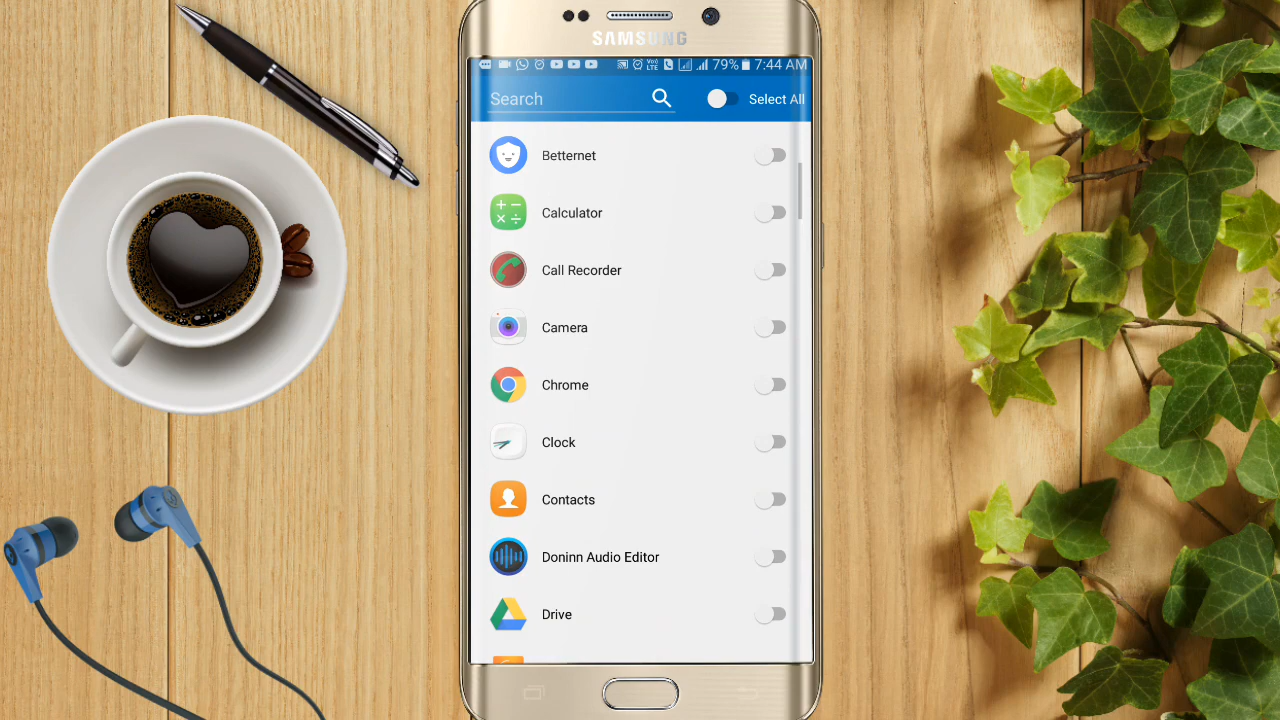 SAMSUNG
VoLTE 79% 7:44 AM
Search Select All
Betternet
Calculator
Call Recorder
Camera
Chrome
Clock
Contacts
Doninn Audio Editor
Drive